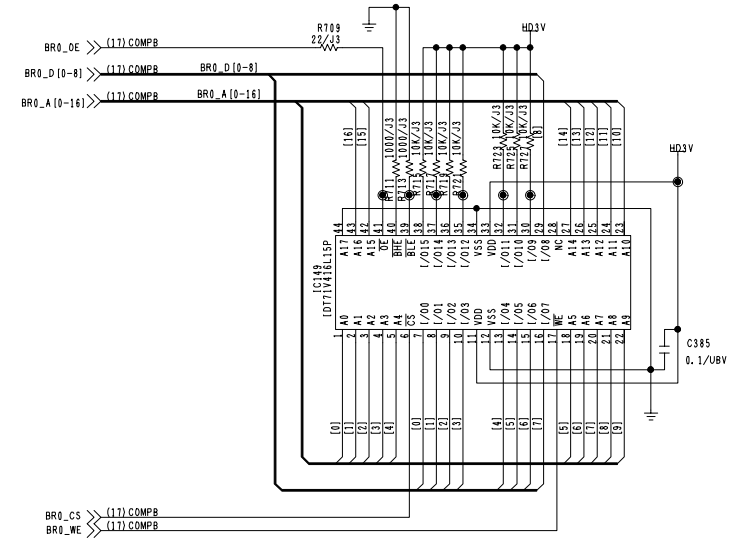 R709
22/J3
HD3V
BR0_OE (17) COMPB
BR0_D[0-8] (17) COMPB BR0_D[0-8]
BR0_A[0-16] (17) COMPB BR0_A[0-16]
[16] [15] [8] [14] [13] [12] [11] [10]
R711 1000/J3
R713 1000/J3
R715 10K/J3
R717 10K/J3
R719 10K/J3
R721 10K/J3
R723 10K/J3
R725 10K/J3
R727 10K/J3
HD3V
44 43 42 41 40 39 38 37 36 35 34 33 32 31 30 29 28 27 26 25 24 23
A17 A16 A15 OE BHE BLE I/O15 I/O14 I/O13 I/O12 VSS VDD I/O11 I/O10 I/O9 I/O8 NC A14 A13 A12 A11 A10
IC149
IDT71V416L15P
A0 A1 A2 A3 A4 CS I/O0 I/O1 I/O2 I/O3 VDD VSS I/O4 I/O5 I/O6 I/O7 WE A5 A6 A7 A8 A9
1 2 3 4 5 6 7 8 9 10 11 12 13 14 15 16 17 18 19 20 21 22
C385
0.1/UBV
[0] [1] [2] [3] [4] [0] [1] [2] [3] [4] [5] [6] [7] [5] [6] [7] [8] [9]
BR0_CS (17) COMPB
BR0_WE (17) COMPB